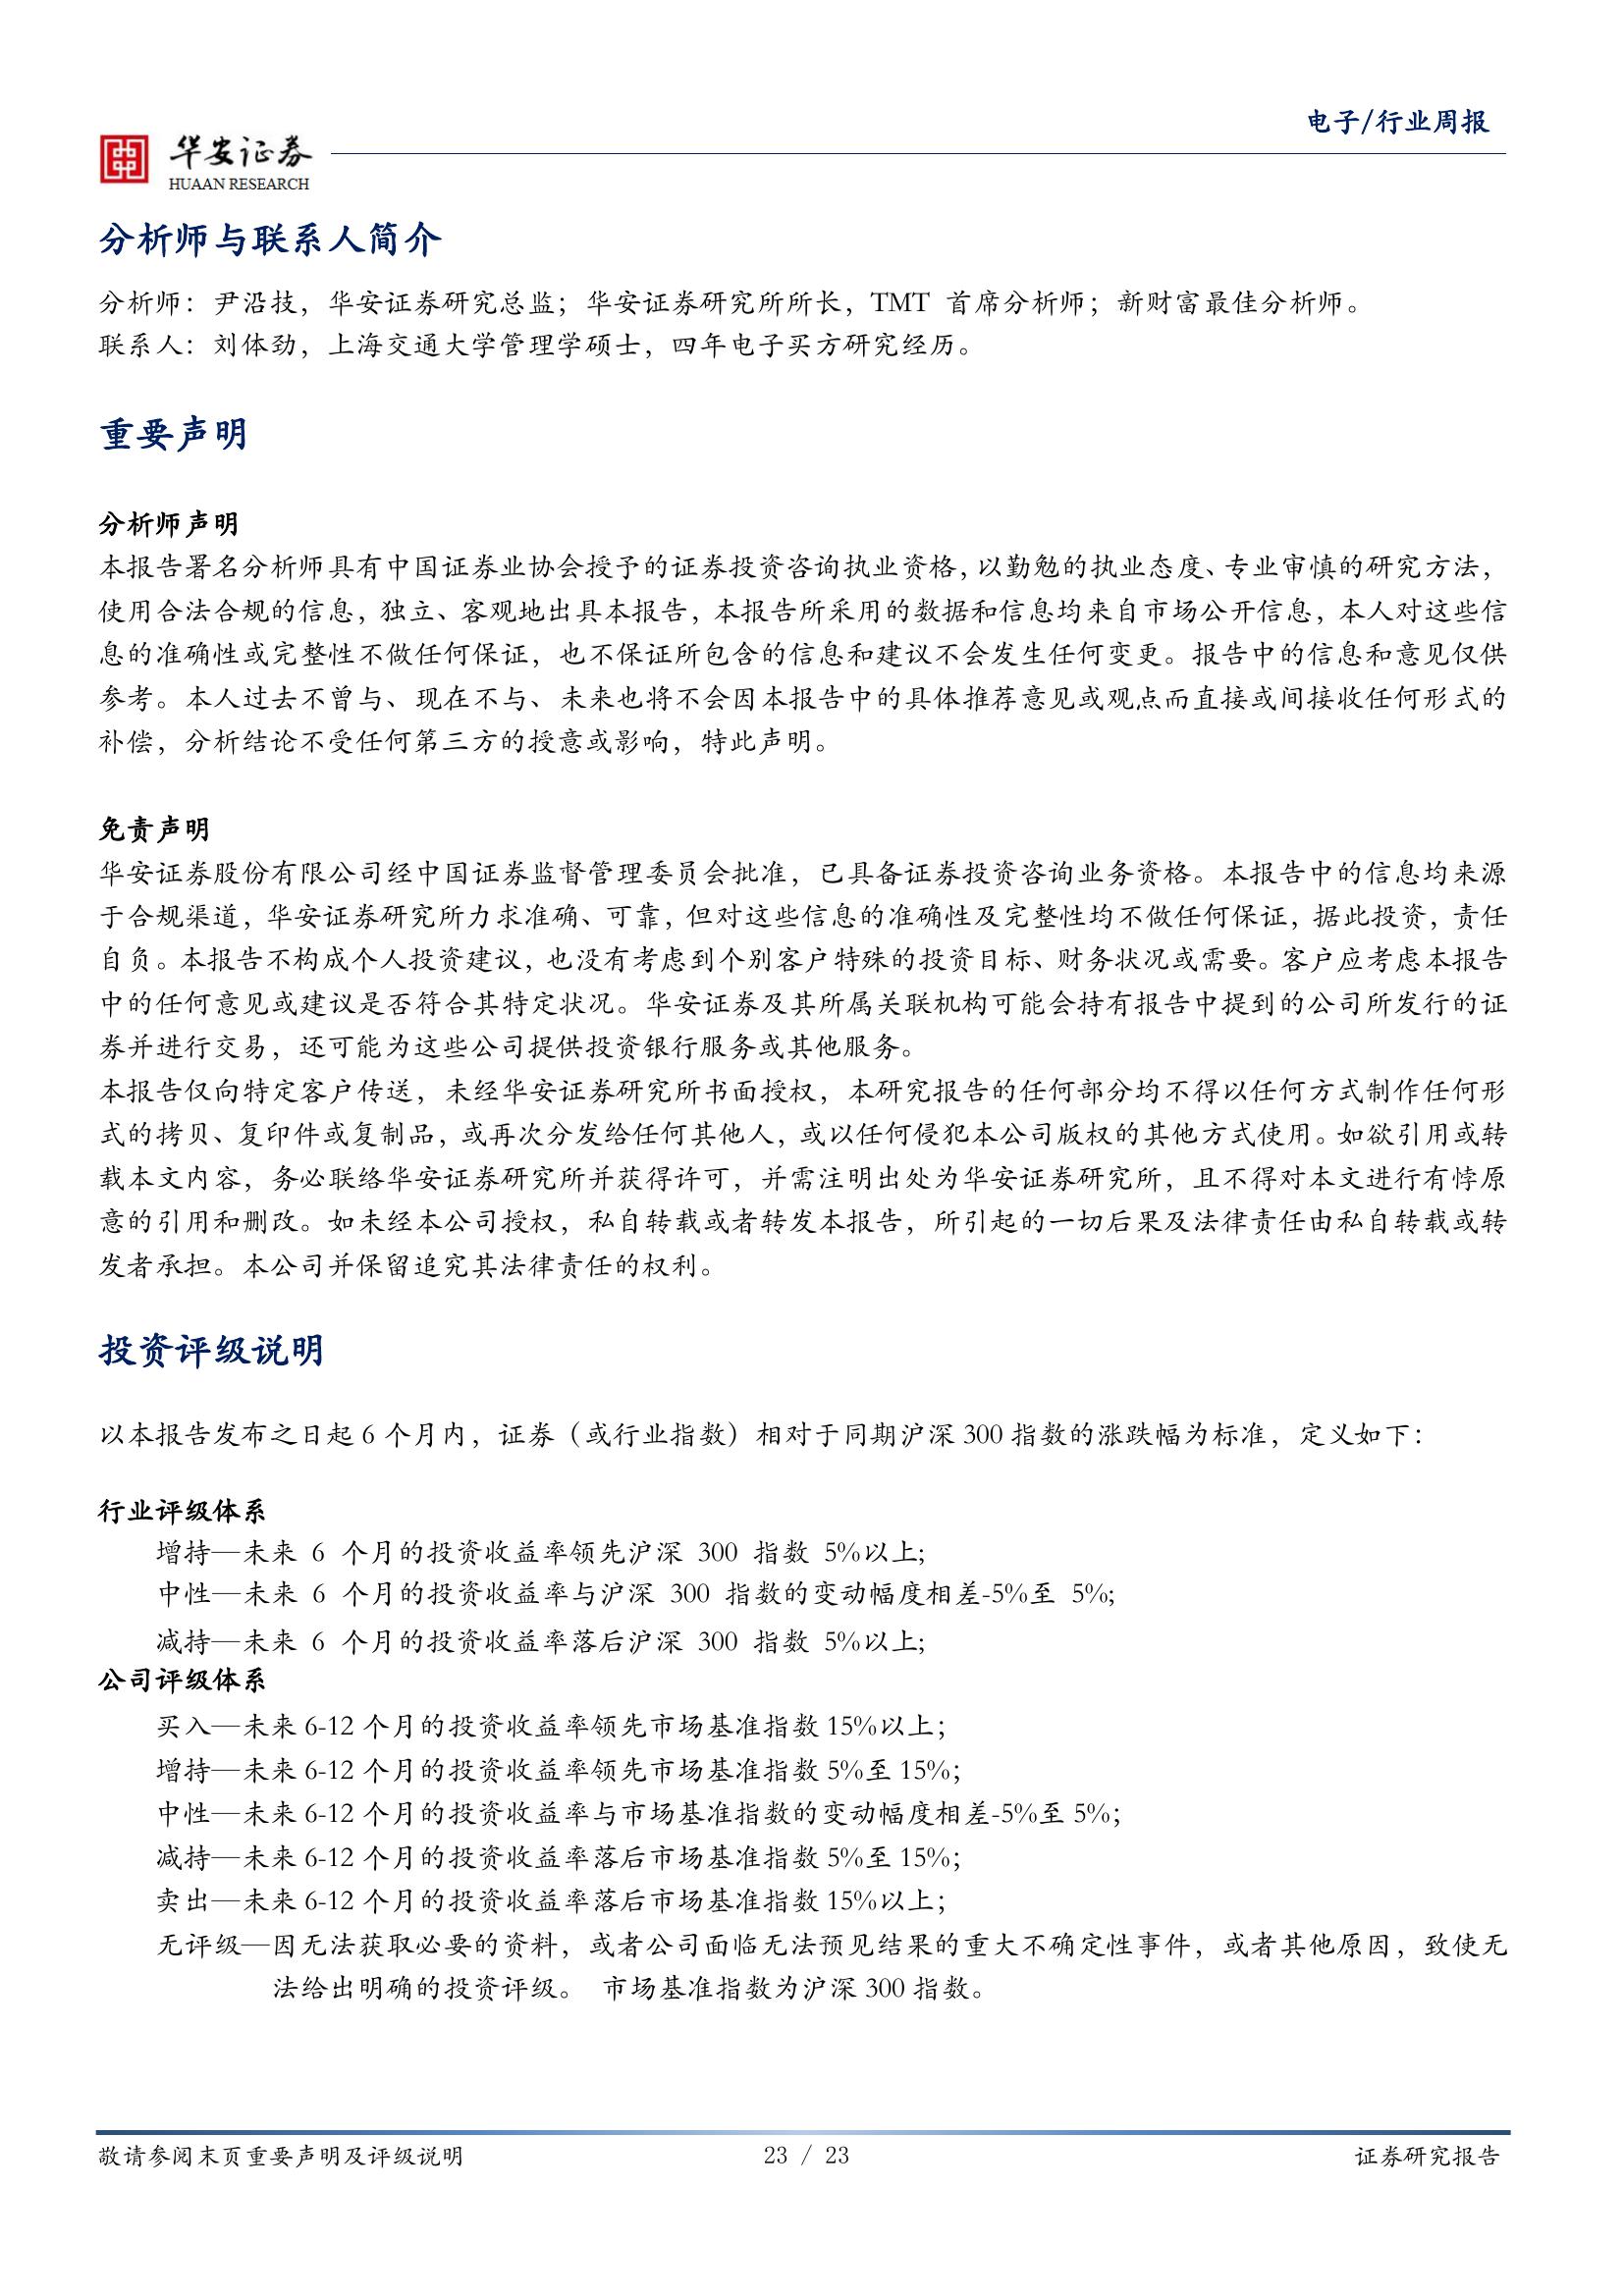 电子/行业周报
华安证券
HUAAN RESEARCH
分析师与联系人简介
分析师：尹沿技，华安证券研究总监；华安证券研究所所长，TMT 首席分析师；新财富最佳分析师。
联系人：刘体劲，上海交通大学管理学硕士，四年电子买方研究经历。
重要声明
分析师声明
本报告署名分析师具有中国证券业协会授予的证券投资咨询执业资格，以勤勉的执业态度、专业审慎的研究方法，
使用合法合规的信息，独立、客观地出具本报告，本报告所采用的数据和信息均来自市场公开信息，本人对这些信
息的准确性或完整性不做任何保证，也不保证所包含的信息和建议不会发生任何变更。报告中的信息和意见仅供
参考。本人过去不曾与、现在不与、未来也将不会因本报告中的具体推荐意见或观点而直接或间接收任何形式的
补偿，分析结论不受任何第三方的授意或影响，特此声明。
免责声明
华安证券股份有限公司经中国证券监督管理委员会批准，已具备证券投资咨询业务资格。本报告中的信息均来源
于合规渠道，华安证券研究所力求准确、可靠，但对这些信息的准确性及完整性均不做任何保证，据此投资，责任
自负。本报告不构成个人投资建议，也没有考虑到个别客户特殊的投资目标、财务状况或需要。客户应考虑本报告
中的任何意见或建议是否符合其特定状况。华安证券及其所属关联机构可能会持有报告中提到的公司所发行的证
券并进行交易，还可能为这些公司提供投资银行服务或其他服务。
本报告仅向特定客户传送，未经华安证券研究所书面授权，本研究报告的任何部分均不得以任何方式制作任何形
式的拷贝、复印件或复制品，或再次分发给任何其他人，或以任何侵犯本公司版权的其他方式使用。如欲引用或转
载本文内容，务必联络华安证券研究所并获得许可，并需注明出处为华安证券研究所，且不得对本文进行有悖原
意的引用和删改。如未经本公司授权，私自转载或者转发本报告，所引起的一切后果及法律责任由私自转载或转
发者承担。本公司并保留追究其法律责任的权利。
投资评级说明
以本报告发布之日起 6 个月内，证券（或行业指数）相对于同期沪深 300 指数的涨跌幅为标准，定义如下：
行业评级体系
增持—未来 6 个月的投资收益率领先沪深 300 指数 5%以上;
中性—未来 6 个月的投资收益率与沪深 300 指数的变动幅度相差-5%至 5%;
减持—未来 6 个月的投资收益率落后沪深 300 指数 5%以上;
公司评级体系
买入—未来 6-12 个月的投资收益率领先市场基准指数 15%以上；
增持—未来 6-12 个月的投资收益率领先市场基准指数 5%至 15%；
中性—未来 6-12 个月的投资收益率与市场基准指数的变动幅度相差-5%至 5%；
减持—未来 6-12 个月的投资收益率落后市场基准指数 5%至 15%；
卖出—未来 6-12 个月的投资收益率落后市场基准指数 15%以上；
无评级—因无法获取必要的资料，或者公司面临无法预见结果的重大不确定性事件，或者其他原因，致使无
法给出明确的投资评级。 市场基准指数为沪深 300 指数。
敬请参阅末页重要声明及评级说明 23 / 23 证券研究报告